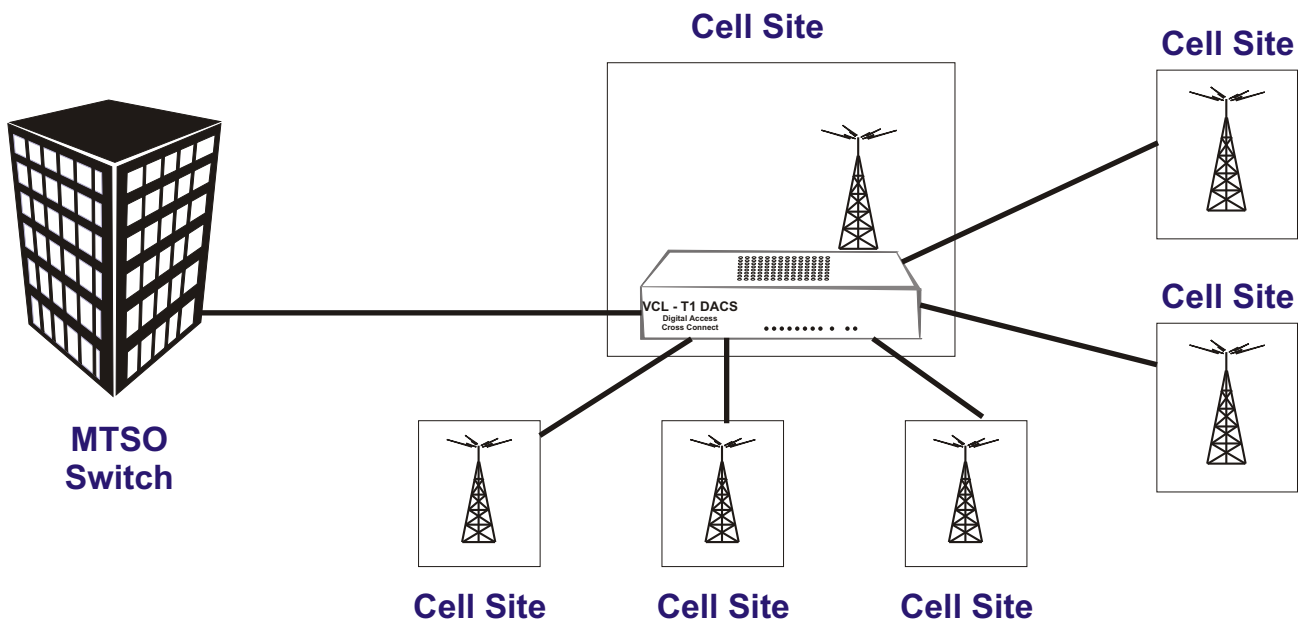 Cell Site
Cell Site
VCL - T1 DACS
Digital Access
Cross Connect
Cell Site
MTSO
Switch
Cell Site
Cell Site
Cell Site